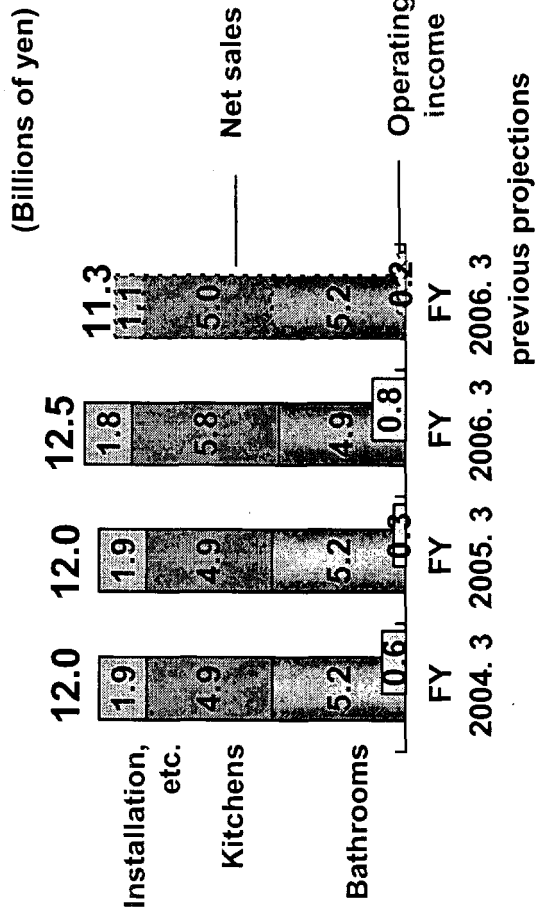 (Billions of yen)
12.0
12.0
12.5
11.3
Installation,
etc.
1.9
1.9
1.8
1.1
Kitchens
4.9
4.9
5.8
5.0
Net sales
Bathrooms
5.2
5.2
4.9
5.2
0.6
0.3
0.8
0.2
Operating
income
FY
2004. 3
FY
2005. 3
FY
2006. 3
FY
2006. 3
previous projections